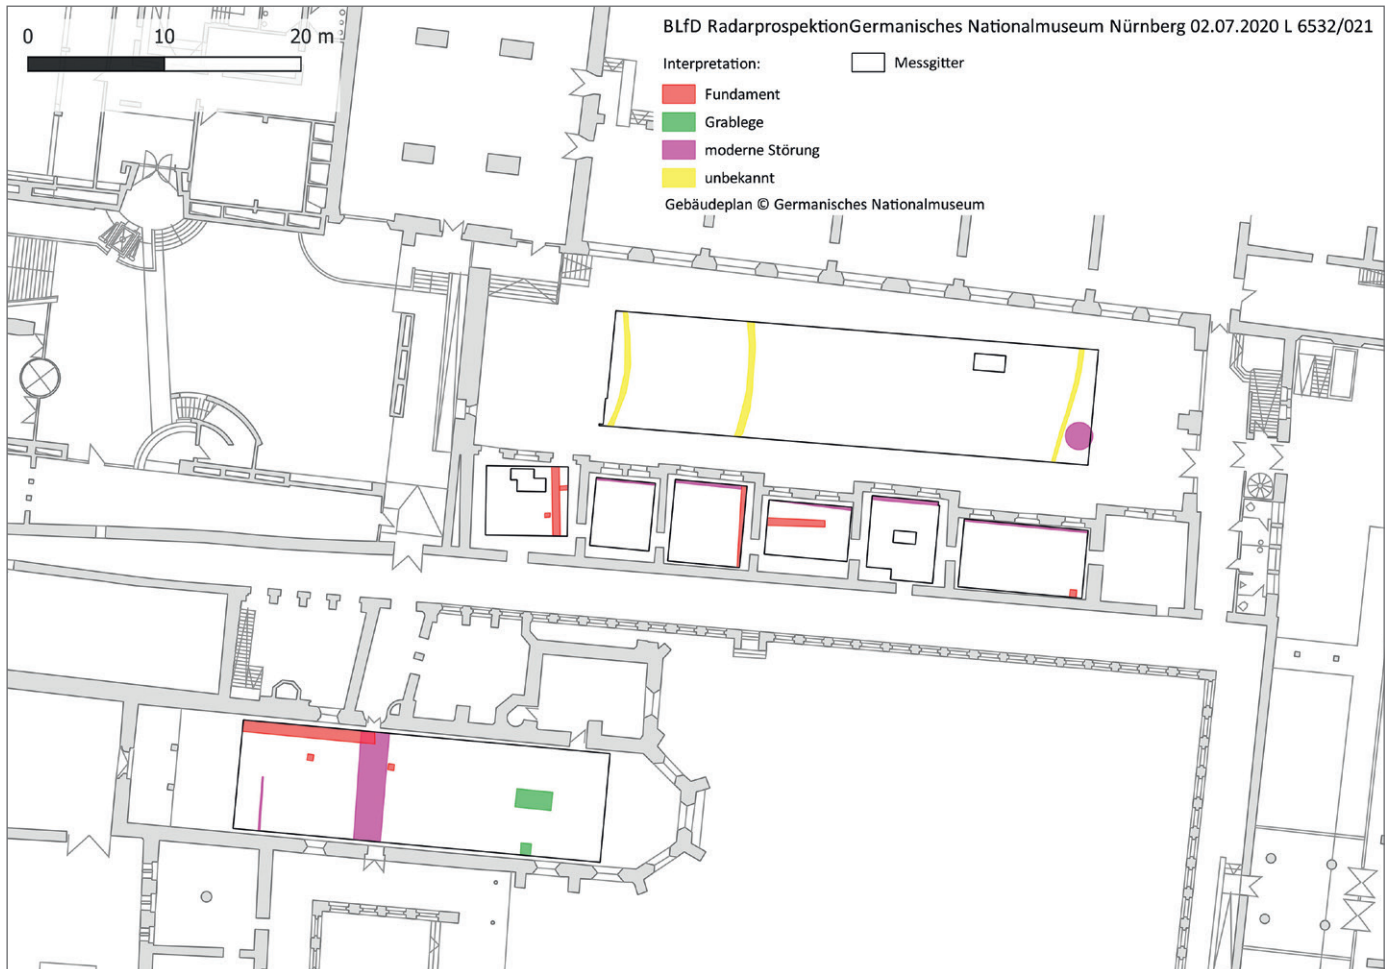 0 10 20 m
BLfD RadarprospektionGermanisches Nationalmuseum Nürnberg 02.07.2020 L 6532/021
Interpretation:
Messgitter
Fundament
Grablege
moderne Störung
unbekannt
Gebäudeplan © Germanisches Nationalmuseum